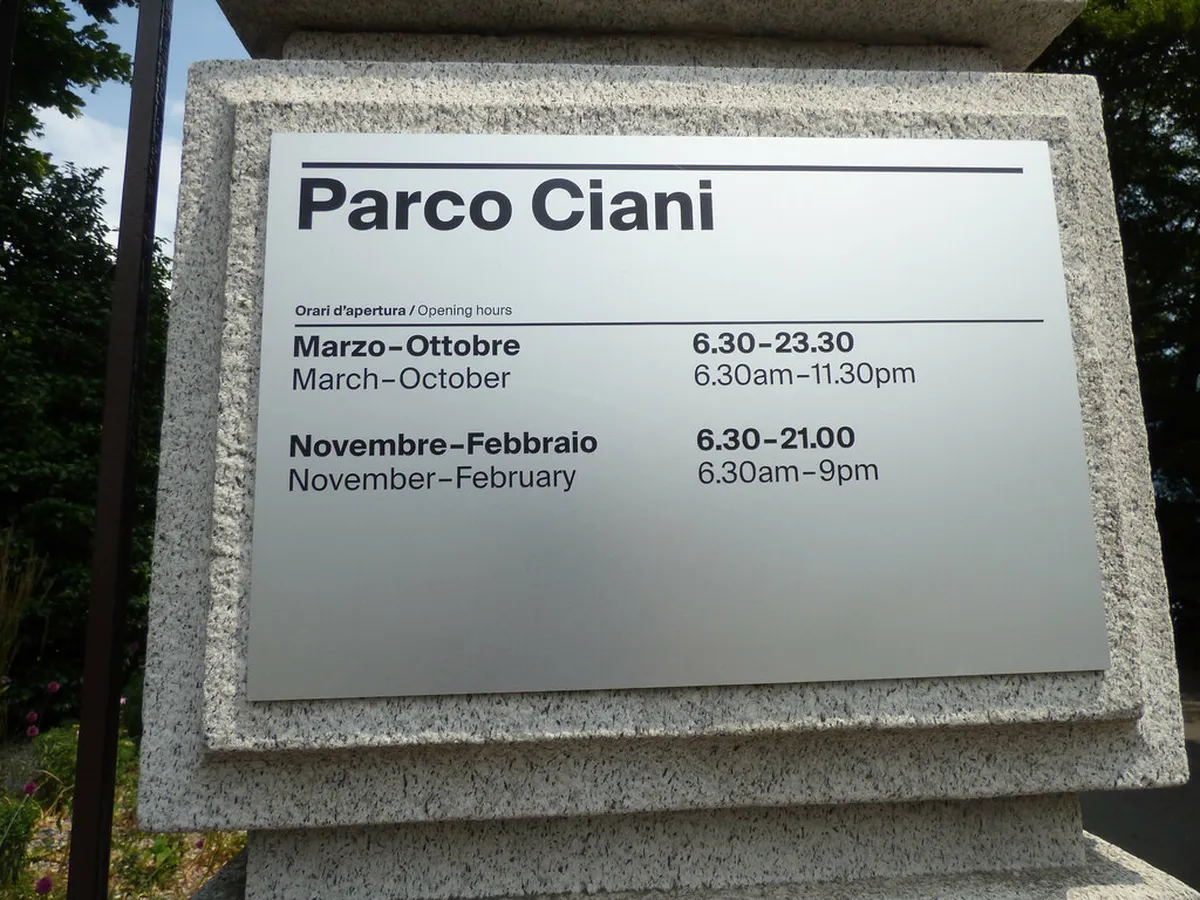 Parco Ciani
Orari d'apertura / Opening hours
Marzo–Ottobre 6.30–23.30
March–October 6.30am–11.30pm
Novembre–Febbraio 6.30–21.00
November–February 6.30am–9pm